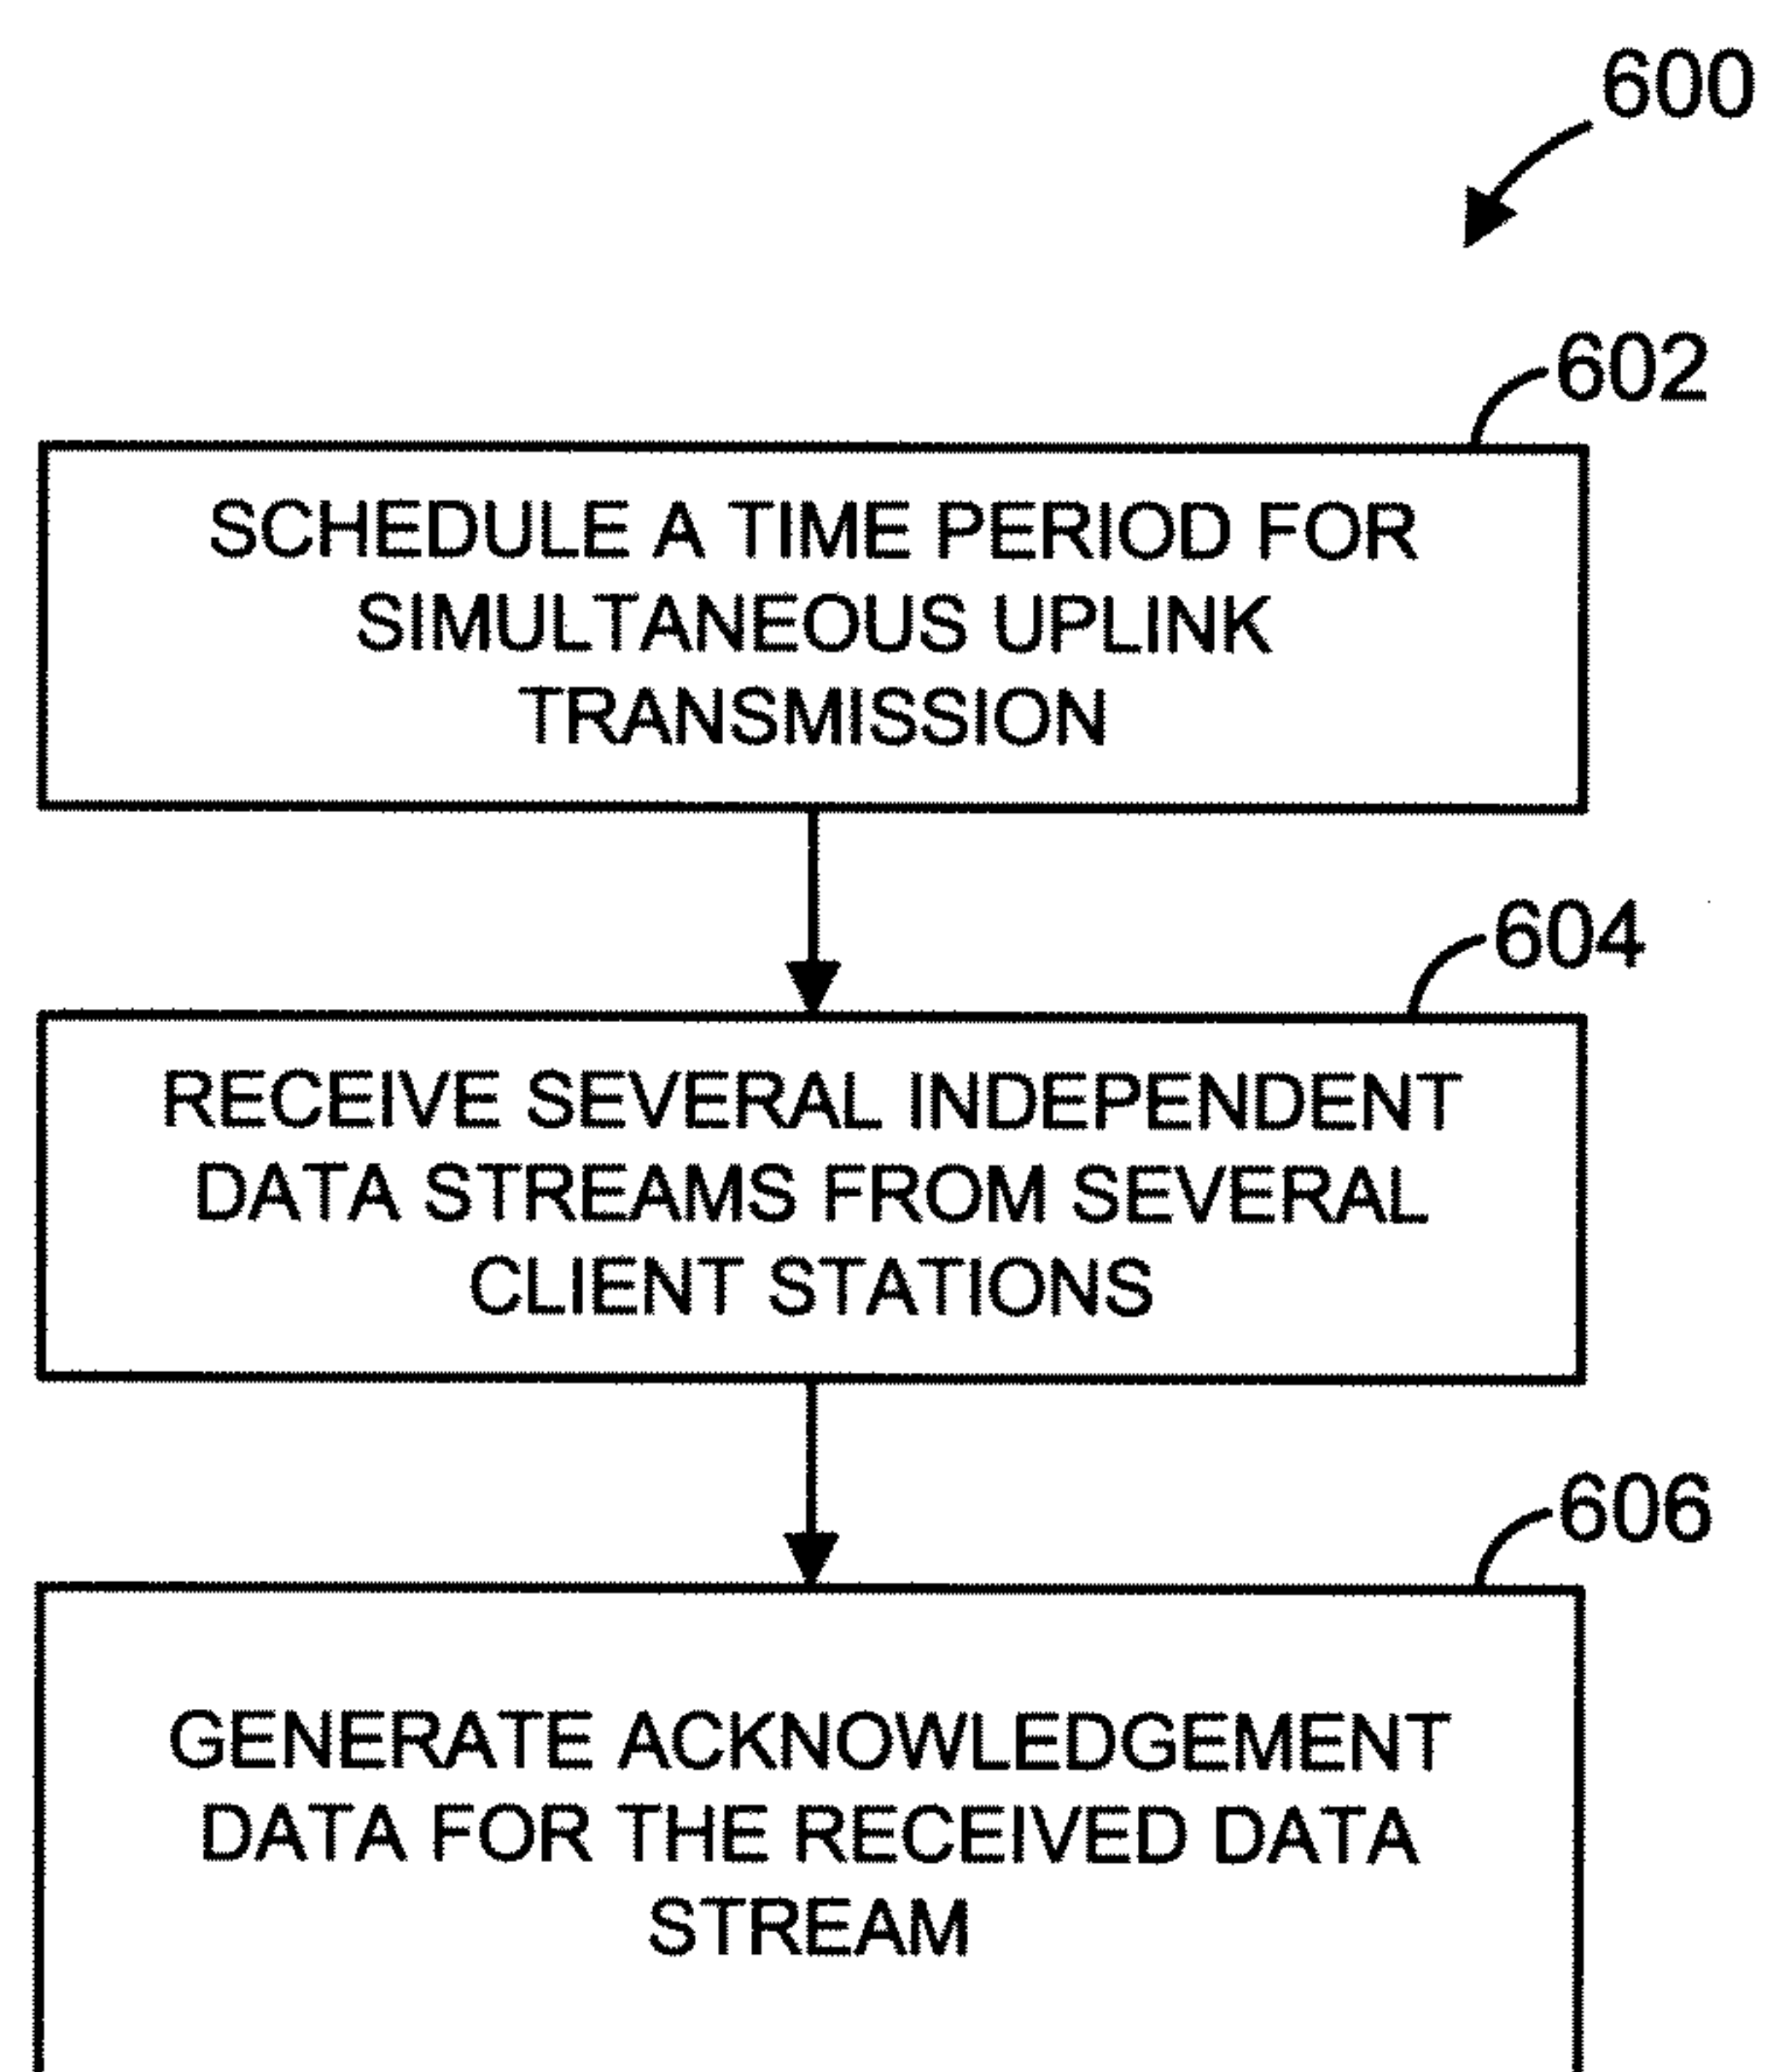 600
602
SCHEDULE A TIME PERIOD FOR
SIMULTANEOUS UPLINK
TRANSMISSION
604
RECEIVE SEVERAL INDEPENDENT
DATA STREAMS FROM SEVERAL
CLIENT STATIONS
606
GENERATE ACKNOWLEDGEMENT
DATA FOR THE RECEIVED DATA
STREAM